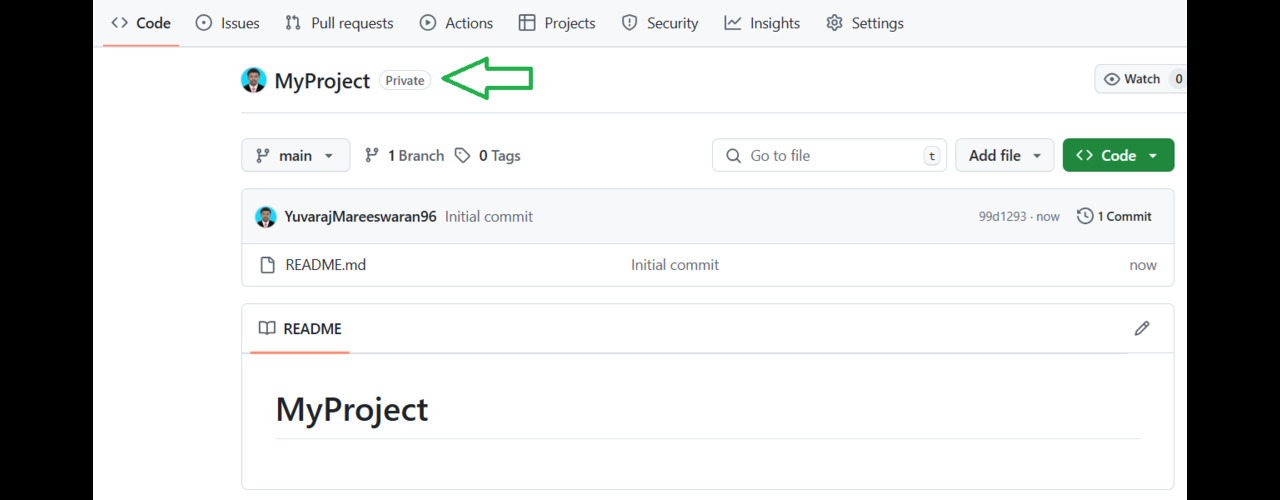 Code Issues Pull requests Actions Projects Security Insights Settings
MyProject Private Watch 0
main 1 Branch 0 Tags Go to file t Add file Code
YuvarajMareeswaran96 Initial commit 99d1293 · now 1 Commit
README.md Initial commit now
README
MyProject